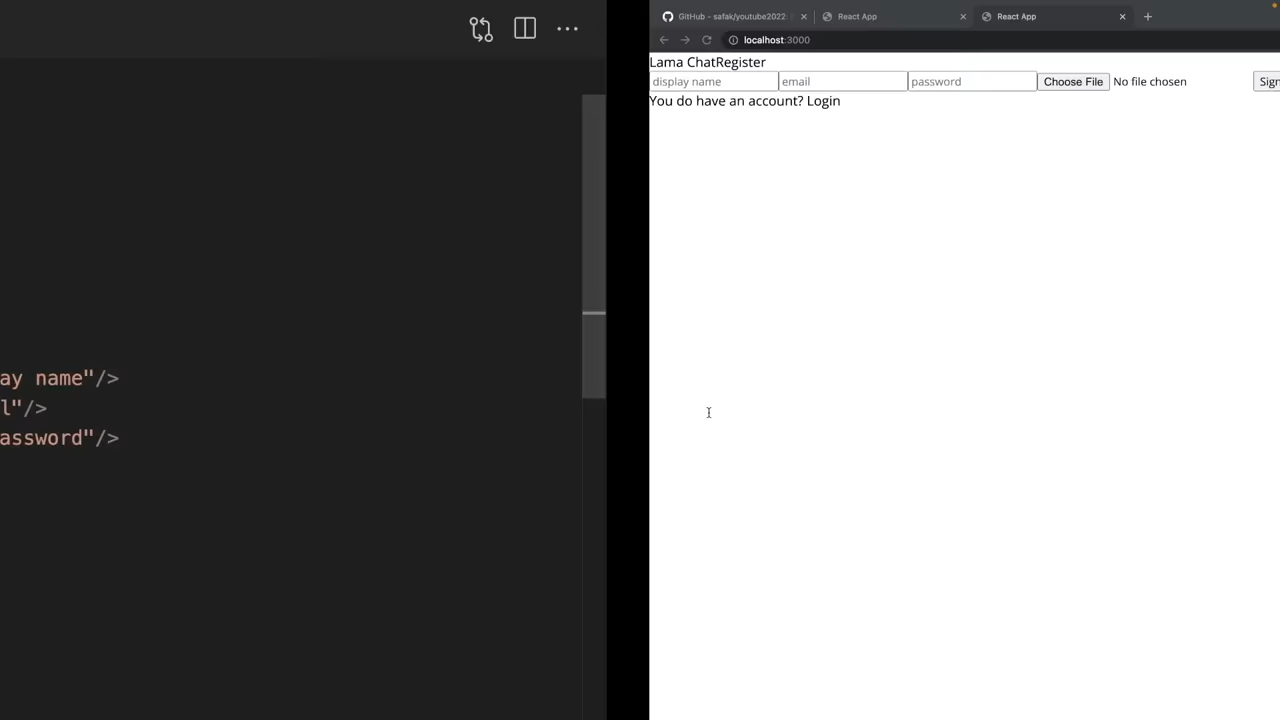 ay name"/>
l"/>
assword"/>
GitHub - safak/youtube2022:
React App
React App
localhost:3000
Lama ChatRegister
display name
email
password
Choose File
No file chosen
Sign
You do have an account? Login